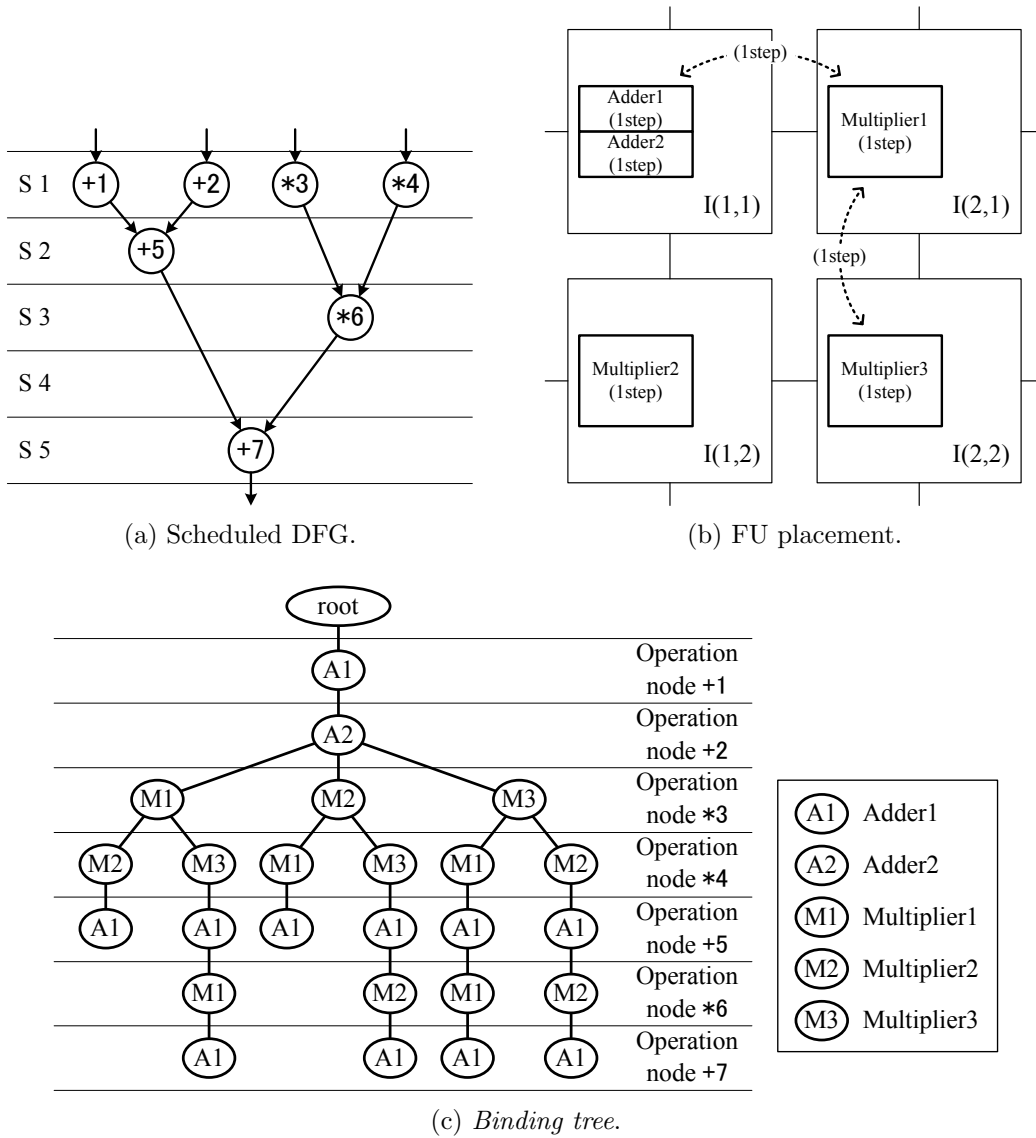 S 1
+1
+2
*3
*4
S 2
+5
S 3
*6
S 4
S 5
+7
(a) Scheduled DFG.
(1step)
Adder1
(1step)
Adder2
(1step)
I(1,1)
Multiplier1
(1step)
I(2,1)
(1step)
Multiplier2
(1step)
I(1,2)
Multiplier3
(1step)
I(2,2)
(b) FU placement.
root
A1
Operation
node +1
A2
Operation
node +2
M1 M2 M3
Operation
node *3
M2 M3 M1 M3 M1 M2
Operation
node *4
A1 A1 A1 A1 A1 A1
Operation
node +5
M1 M2 M1 M2
Operation
node *6
A1 A1 A1 A1
Operation
node +7
A1 Adder1
A2 Adder2
M1 Multiplier1
M2 Multiplier2
M3 Multiplier3
(c) Binding tree.